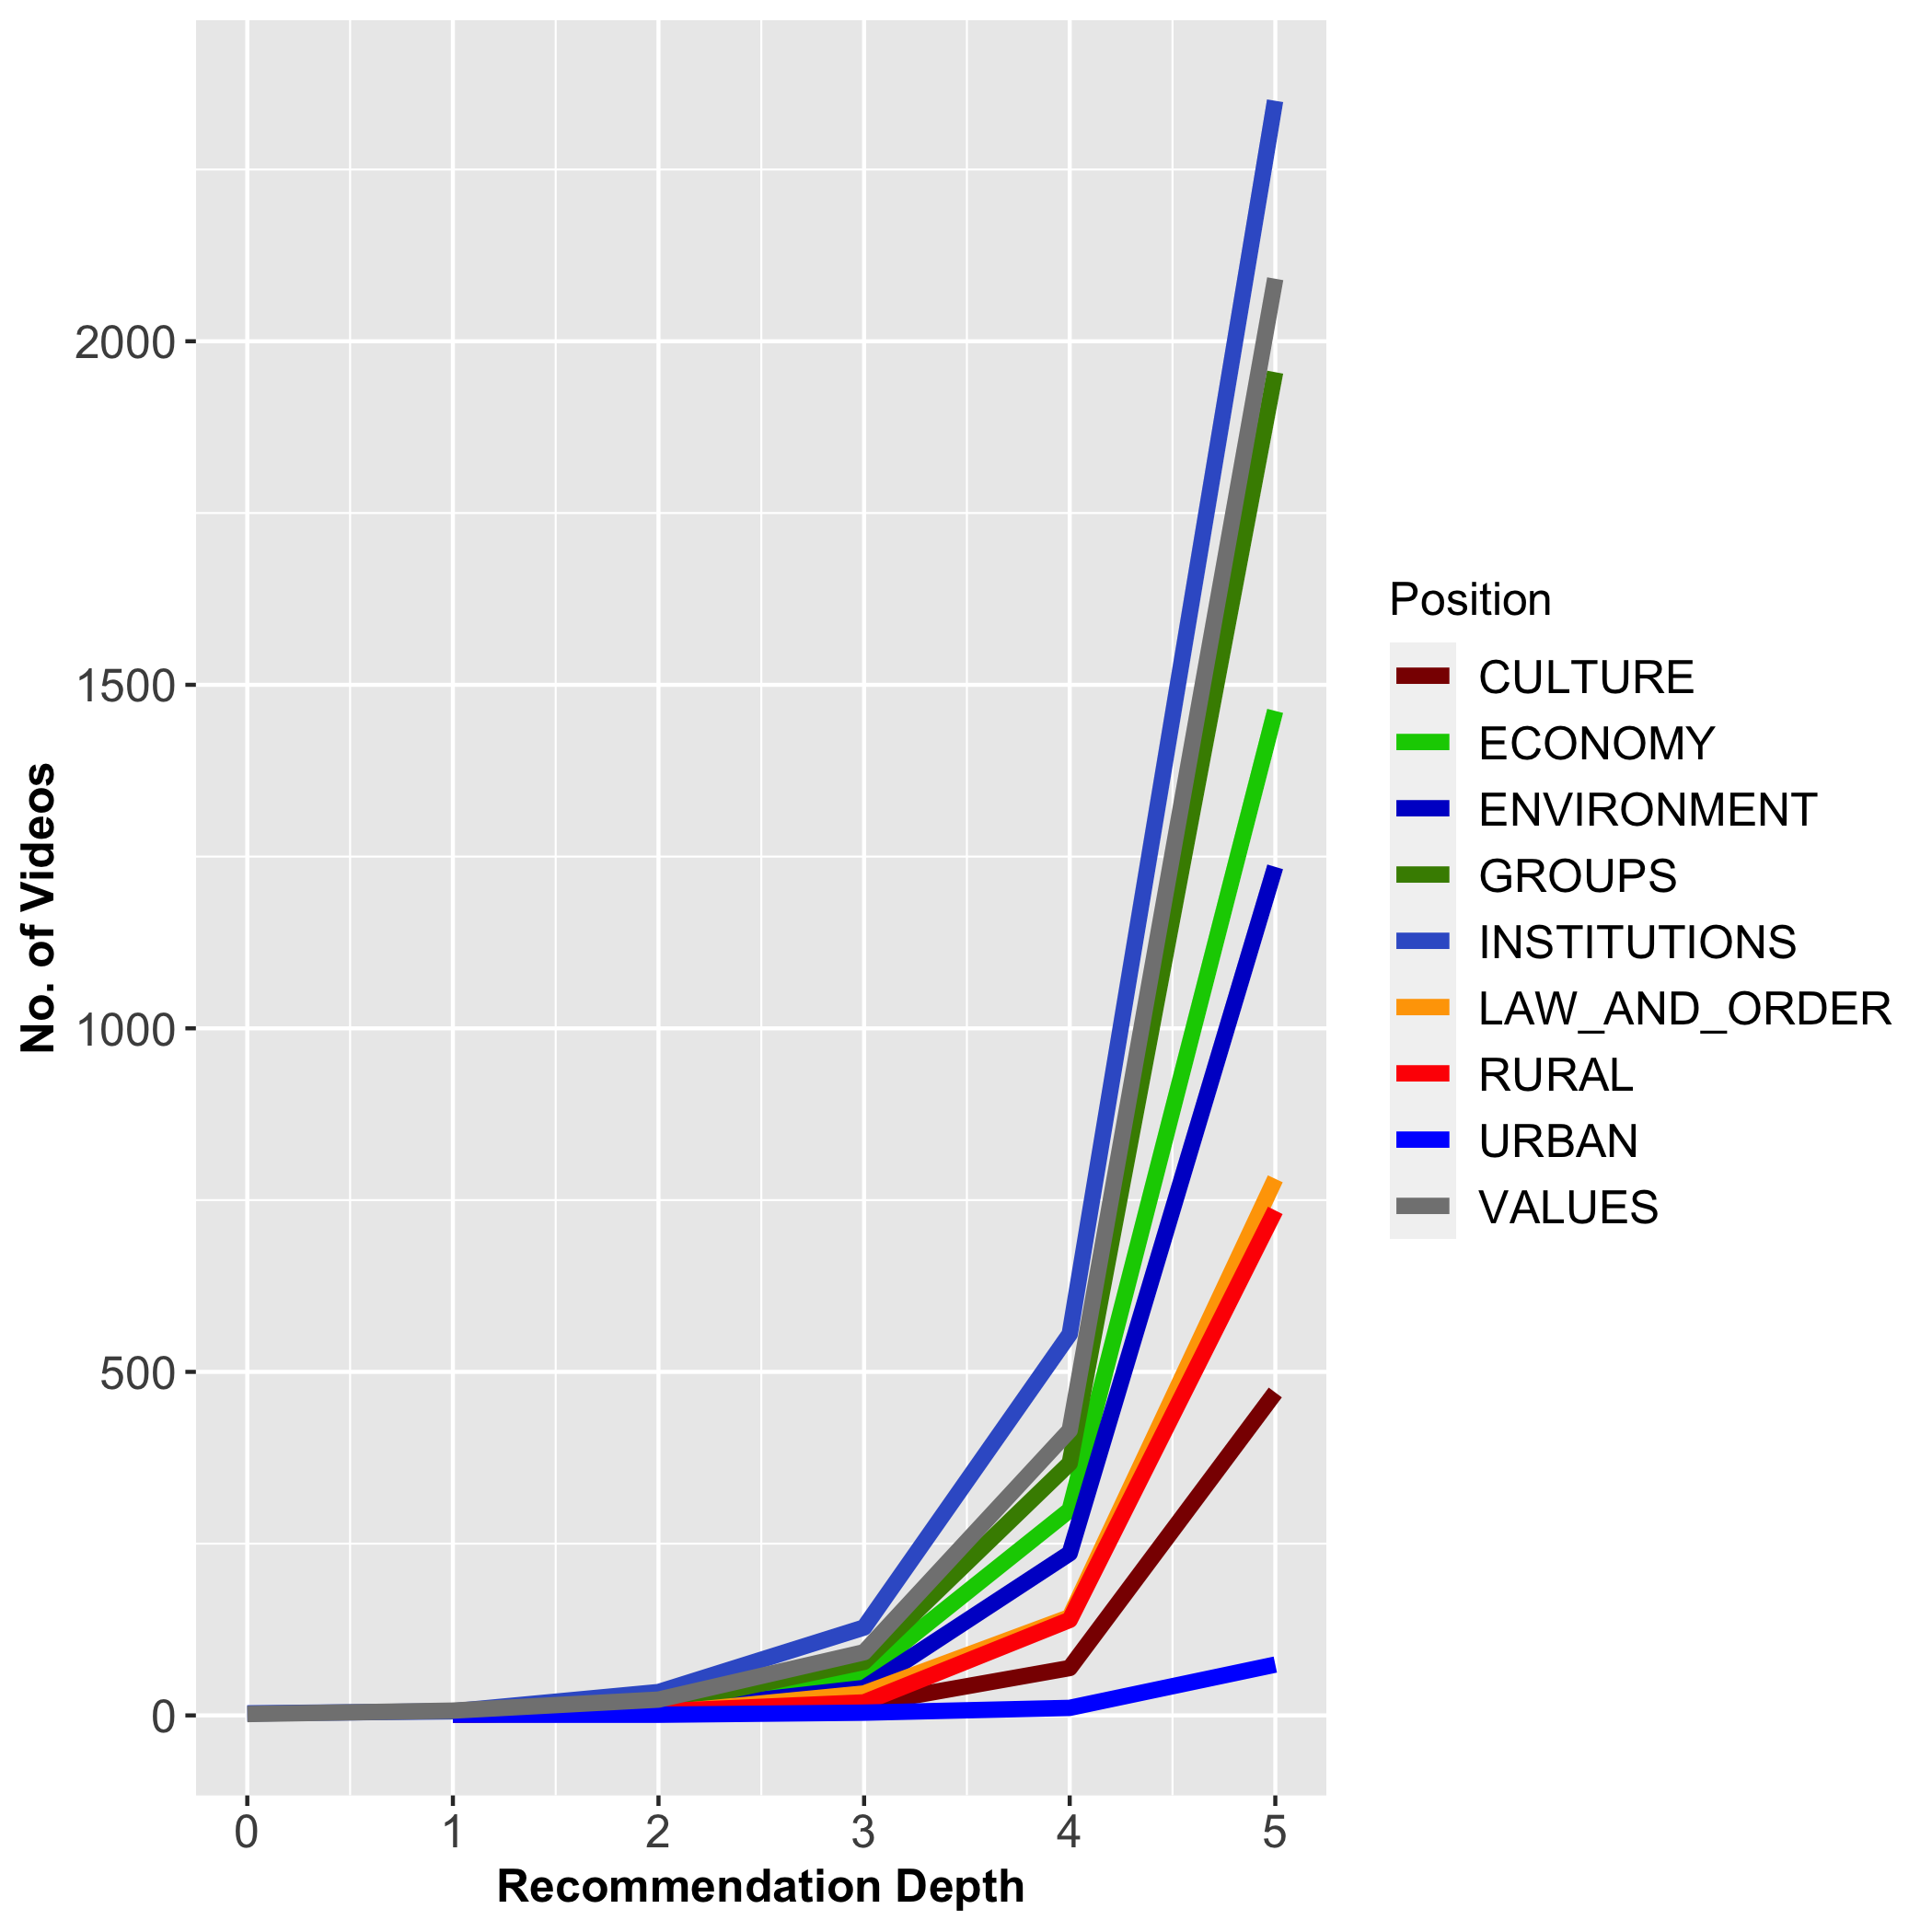 2000
1500
1000
500
0
No. of Videos
0 1 2 3 4 5
Recommendation Depth
Position
CULTURE
ECONOMY
ENVIRONMENT
GROUPS
INSTITUTIONS
LAW_AND_ORDER
RURAL
URBAN
VALUES